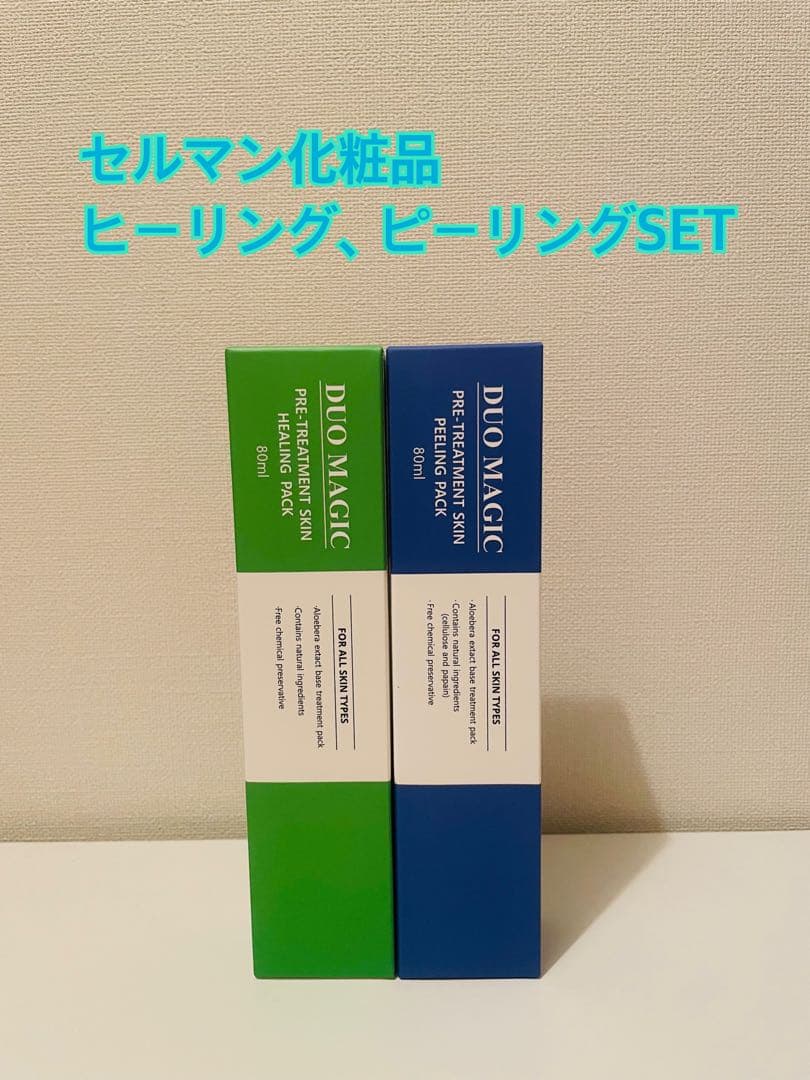 セルマン化粧品
ヒーリング、ピーリングSET
DUO MAGIC
PRE-TREATMENT SKIN
HEALING PACK
80ml
FOR ALL SKIN TYPES
·Aloebera extact base treatment pack
·Contains natural ingredients
·Free chemical preservative
DUO MAGIC
PRE-TREATMENT SKIN
PEELING PACK
80ml
FOR ALL SKIN TYPES
·Aloebera extact base treatment pack
·Contains natural ingredients
(cellulose and papain)
·Free chemical preservative